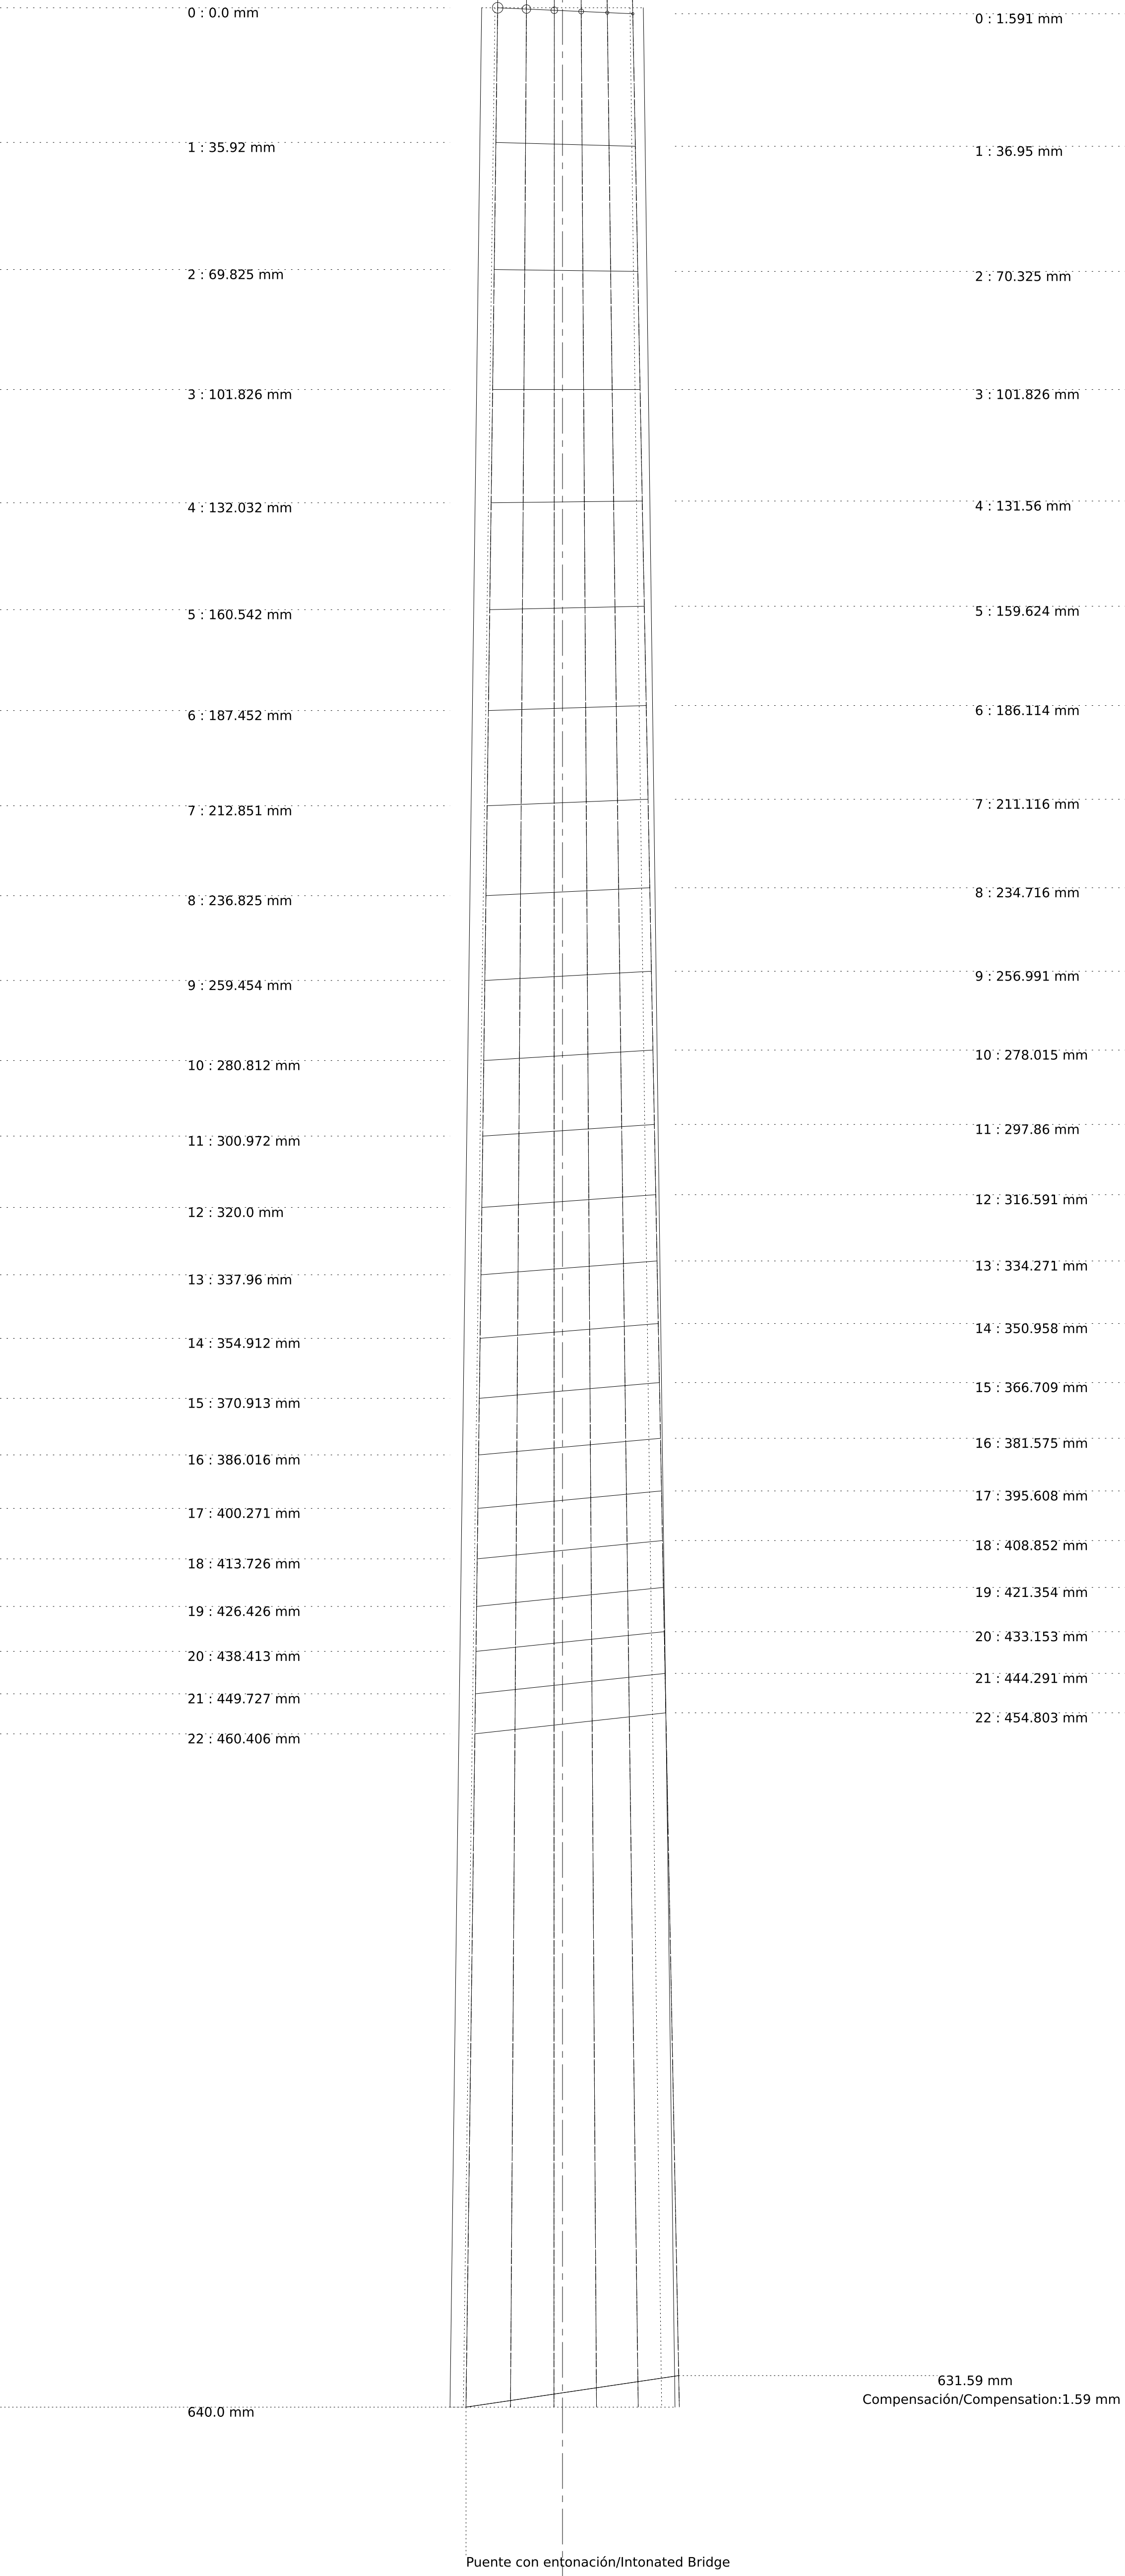 0 : 0.0 mm
0 : 1.591 mm
1 : 35.92 mm
1 : 36.95 mm
2 : 69.825 mm
2 : 70.325 mm
3 : 101.826 mm
3 : 101.826 mm
4 : 132.032 mm
4 : 131.56 mm
5 : 160.542 mm
5 : 159.624 mm
6 : 187.452 mm
6 : 186.114 mm
7 : 212.851 mm
7 : 211.116 mm
8 : 236.825 mm
8 : 234.716 mm
9 : 259.454 mm
9 : 256.991 mm
10 : 280.812 mm
10 : 278.015 mm
11 : 300.972 mm
11 : 297.86 mm
12 : 320.0 mm
12 : 316.591 mm
13 : 337.96 mm
13 : 334.271 mm
14 : 354.912 mm
14 : 350.958 mm
15 : 370.913 mm
15 : 366.709 mm
16 : 386.016 mm
16 : 381.575 mm
17 : 400.271 mm
17 : 395.608 mm
18 : 413.726 mm
18 : 408.852 mm
19 : 426.426 mm
19 : 421.354 mm
20 : 438.413 mm
20 : 433.153 mm
21 : 449.727 mm
21 : 444.291 mm
22 : 460.406 mm
22 : 454.803 mm
631.59 mm
Compensación/Compensation:1.59 mm
640.0 mm
Puente con entonación/Intonated Bridge